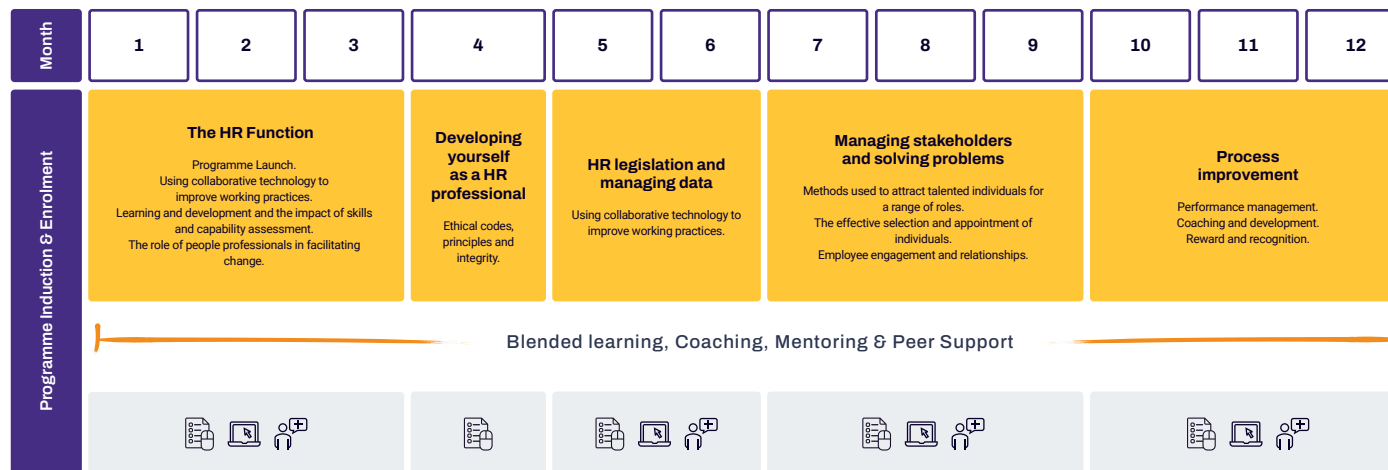 Month
1
2
3
4
5
6
7
8
9
10
11
12
Programme Induction & Enrolment
The HR Function
Programme Launch.
Using collaborative technology to
improve working practices.
Learning and development and the impact of skills
and capability assessment.
The role of people professionals in facilitating
change.
Developing
yourself
as a HR
professional
Ethical codes,
principles and
integrity.
HR legislation and
managing data
Using collaborative technology to
improve working practices.
Managing stakeholders
and solving problems
Methods used to attract talented individuals for
a range of roles.
The effective selection and appointment of
individuals.
Employee engagement and relationships.
Process
improvement
Performance management.
Coaching and development.
Reward and recognition.
Blended learning, Coaching, Mentoring & Peer Support